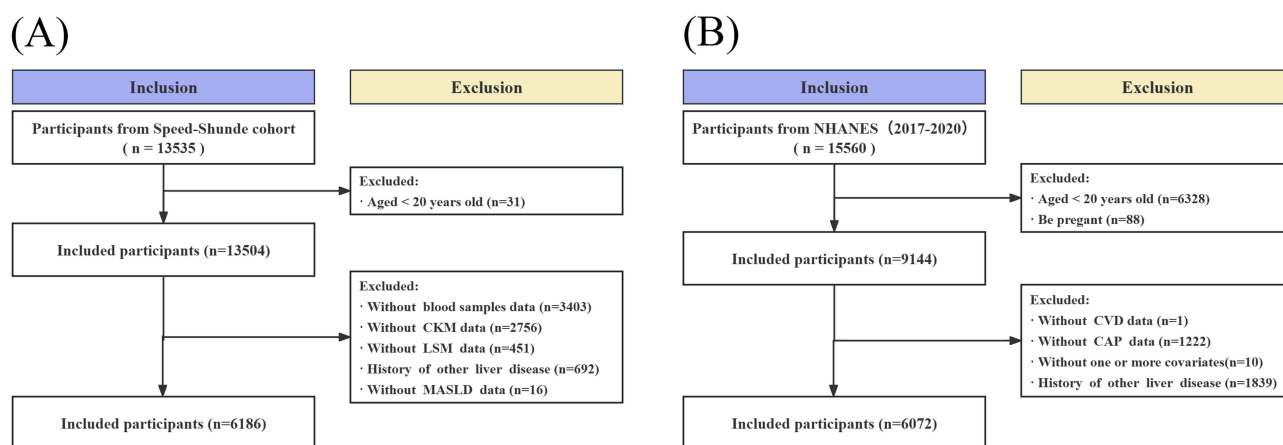 (A)
Inclusion
Exclusion
Participants from Speed-Shunde cohort
( n = 13535 )
Excluded:
· Aged < 20 years old (n=31)
Included participants (n=13504)
Excluded:
· Without blood samples data (n=3403)
· Without CKM data (n=2756)
· Without LSM data (n=451)
· History of other liver disease (n=692)
· Without MASLD data (n=16)
Included participants (n=6186)
(B)
Inclusion
Exclusion
Participants from NHANES（2017-2020）
( n = 15560 )
Excluded:
· Aged < 20 years old (n=6328)
· Be pregant (n=88)
Included participants (n=9144)
Excluded:
· Without CVD data (n=1)
· Without CAP data (n=1222)
· Without one or more covariates(n=10)
· History of other liver disease (n=1839)
Included participants (n=6072)